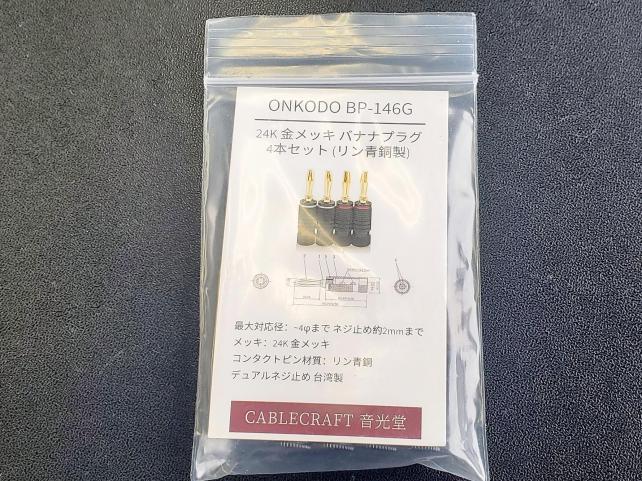 ONKODO BP-146G
24K 金メッキ バナナプラグ
4本セット (リン青銅製)
最大対応径：~4φまで ネジ止め約2mmまで
メッキ：24K 金メッキ
コンタクトピン材質：リン青銅
デュアルネジ止め 台湾製
CABLECRAFT 音光堂